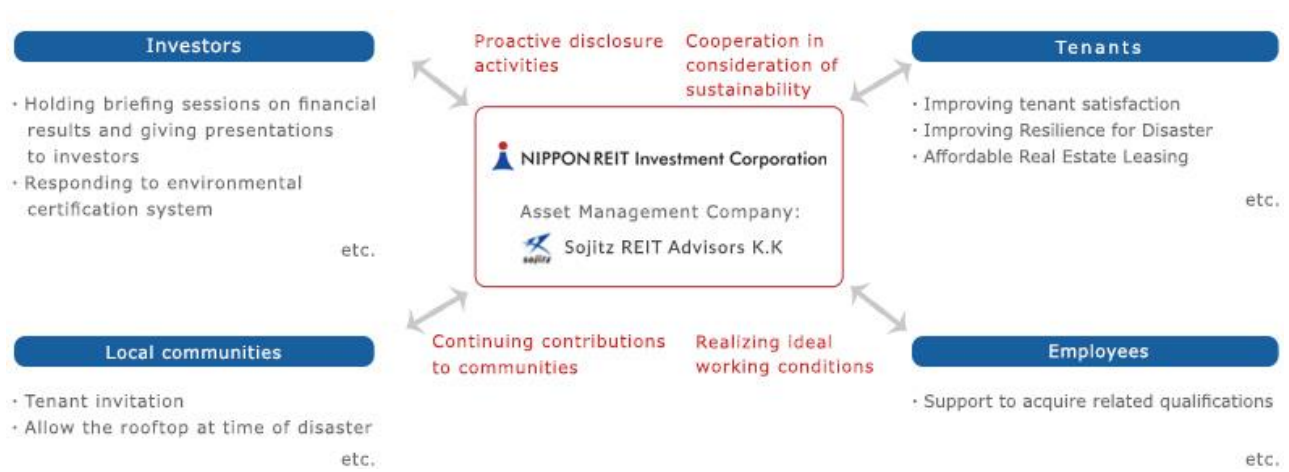 Investors
· Holding briefing sessions on financial
results and giving presentations
to investors
· Responding to environmental
certification system
etc.
Proactive disclosure
activities
Cooperation in
consideration of
sustainability
Tenants
· Improving tenant satisfaction
· Improving Resilience for Disaster
· Affordable Real Estate Leasing
etc.
NIPPON REIT Investment Corporation
Asset Management Company:
sojitz
Sojitz REIT Advisors K.K
Local communities
· Tenant invitation
· Allow the rooftop at time of disaster
etc.
Continuing contributions
to communities
Realizing ideal
working conditions
Employees
· Support to acquire related qualifications
etc.